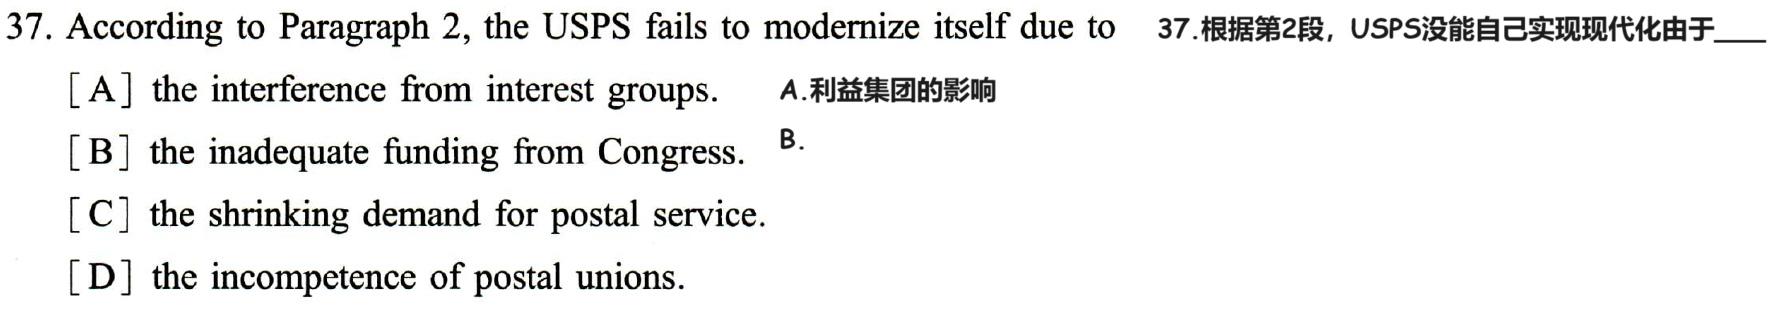 37. According to Paragraph 2, the USPS fails to modernize itself due to 37.根据第2段，USPS没能自己实现现代化由于____
[A] the interference from interest groups. A.利益集团的影响
[B] the inadequate funding from Congress. B.
[C] the shrinking demand for postal service.
[D] the incompetence of postal unions.